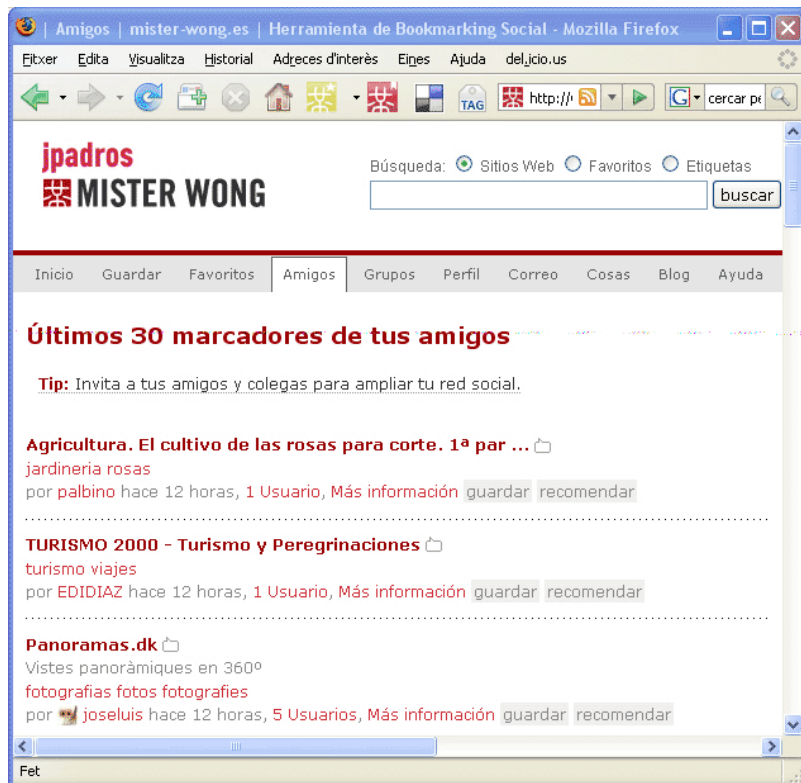 | Amigos | mister-wong.es | Herramienta de Bookmarking Social - Mozilla Firefox
Fitxer Edita Visualitza Historial Adreces d'interès Eines Ajuda del.icio.us
TAG http:// G cercar pe
jpadros
MISTER WONG
Búsqueda: Sitios Web Favoritos Etiquetas
buscar
Inicio Guardar Favoritos Amigos Grupos Perfil Correo Cosas Blog Ayuda
Últimos 30 marcadores de tus amigos
Tip: Invita a tus amigos y colegas para ampliar tu red social.
Agricultura. El cultivo de las rosas para corte. 1ª par ...
jardineria rosas
por palbino hace 12 horas, 1 Usuario, Más información guardar recomendar
TURISMO 2000 - Turismo y Peregrinaciones
turismo viajes
por EDIDIAZ hace 12 horas, 1 Usuario, Más información guardar recomendar
Panoramas.dk
Vistes panoràmiques en 360º
fotografias fotos fotografies
por joseluis hace 12 horas, 5 Usuarios, Más información guardar recomendar
Fet